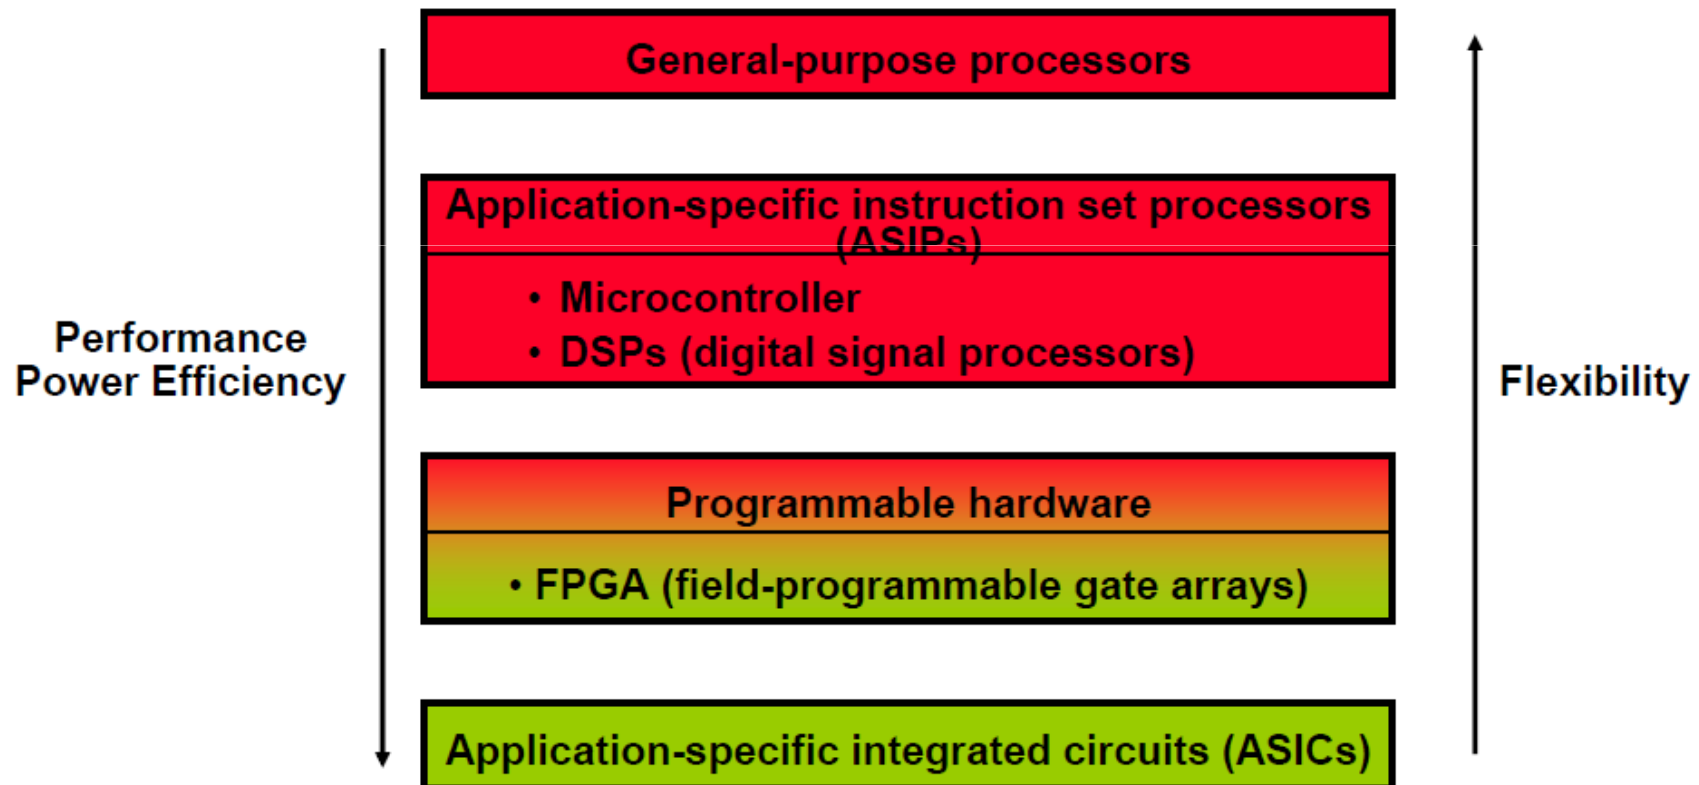 General-purpose processors
Application-specific instruction set processors
(ASIPs)
• Microcontroller
• DSPs (digital signal processors)
Performance
Power Efficiency
Flexibility
Programmable hardware
• FPGA (field-programmable gate arrays)
Application-specific integrated circuits (ASICs)